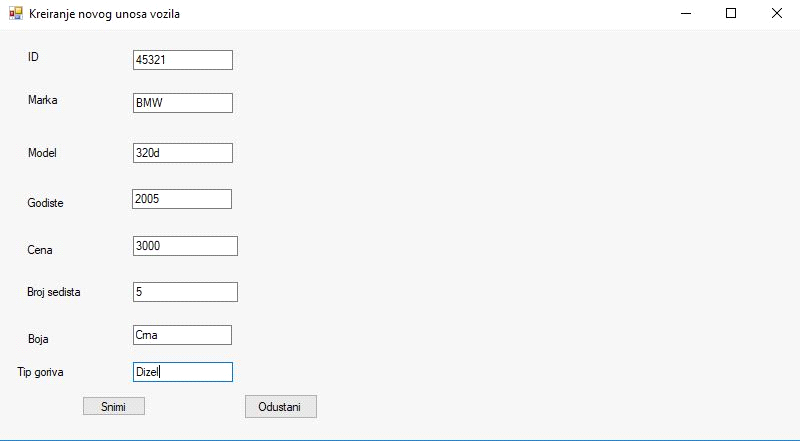 Kreiranje novog unosa vozila
ID 45321
Marka BMW
Model 320d
Godiste 2005
Cena 3000
Broj sedista 5
Boja Crna
Tip goriva Dizel
Snimi Odustani